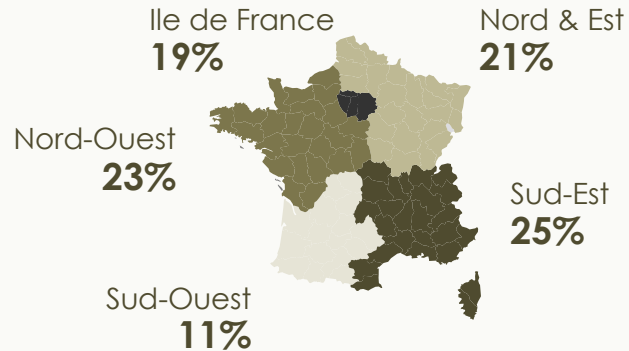 Ile de France
19%
Nord & Est
21%
Nord-Ouest
23%
Sud-Est
25%
Sud-Ouest
11%